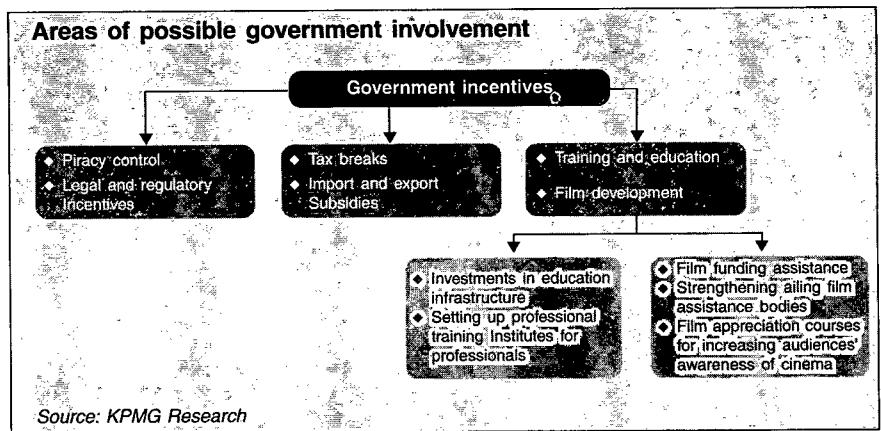 Areas of possible government involvement
Government incentives
◆ Piracy control
◆ Legal and regulatory
Incentives
◆ Tax breaks
◆ Import and export
Subsidies
◆ Training and education
◆ Film development
◆ Investments in education
infrastructure
◆ Setting up professional
training Institutes for
professionals
◆ Film funding assistance
◆ Strengthening ailing film
assistance bodies
◆ Film appreciation courses
for increasing audiences'
awareness of cinema
Source: KPMG Research